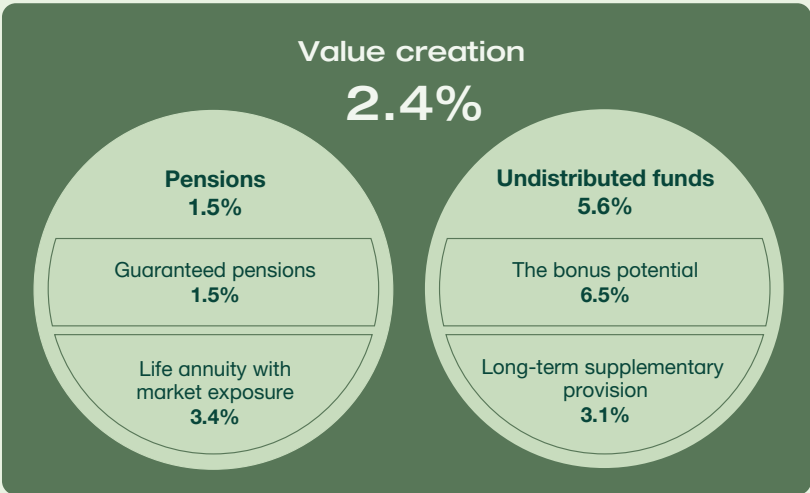 Value creation
2.4%
Pensions
1.5%
Guaranteed pensions
1.5%
Life annuity with
market exposure
3.4%
Undistributed funds
5.6%
The bonus potential
6.5%
Long-term supplementary
provision
3.1%